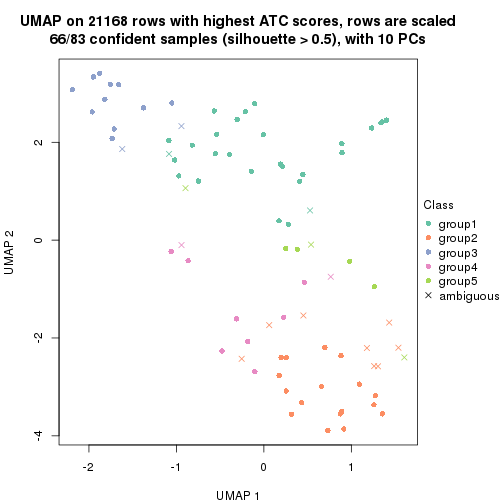 UMAP on 21168 rows with highest ATC scores, rows are scaled
66/83 confident samples (silhouette > 0.5), with 10 PCs
UMAP 2
2
0
-2
-4
-2
-1
0
1
UMAP 1
Class
group1
group2
group3
group4
group5
ambiguous